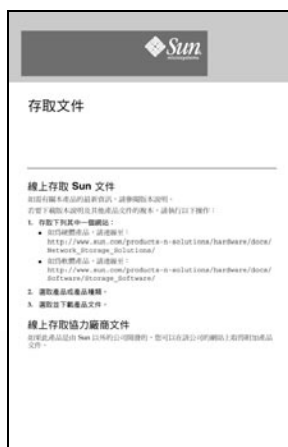 Sun
microsystems
存取文件
線上存取 Sun 文件
如需有關本產品的最新資訊，請參閱版本說明。
若要下載版本說明及其他產品文件的複本，請執行以下操作：
1. 存取下列其中一個網站：
• 如為硬體產品，請連線至：
http://www.sun.com/products-n-solutions/hardware/docs/
Network_Storage_Solutions/
• 如為軟體產品，請連線至：
http://www.sun.com/products-n-solutions/hardware/docs/
Software/Storage_Software/
2. 選取產品或產品種類。
3. 選取並下載產品文件。
線上存取協力廠商文件
如果此產品是由 Sun 以外的公司開發的，您可以在該公司的網站上取得附加產品
文件。